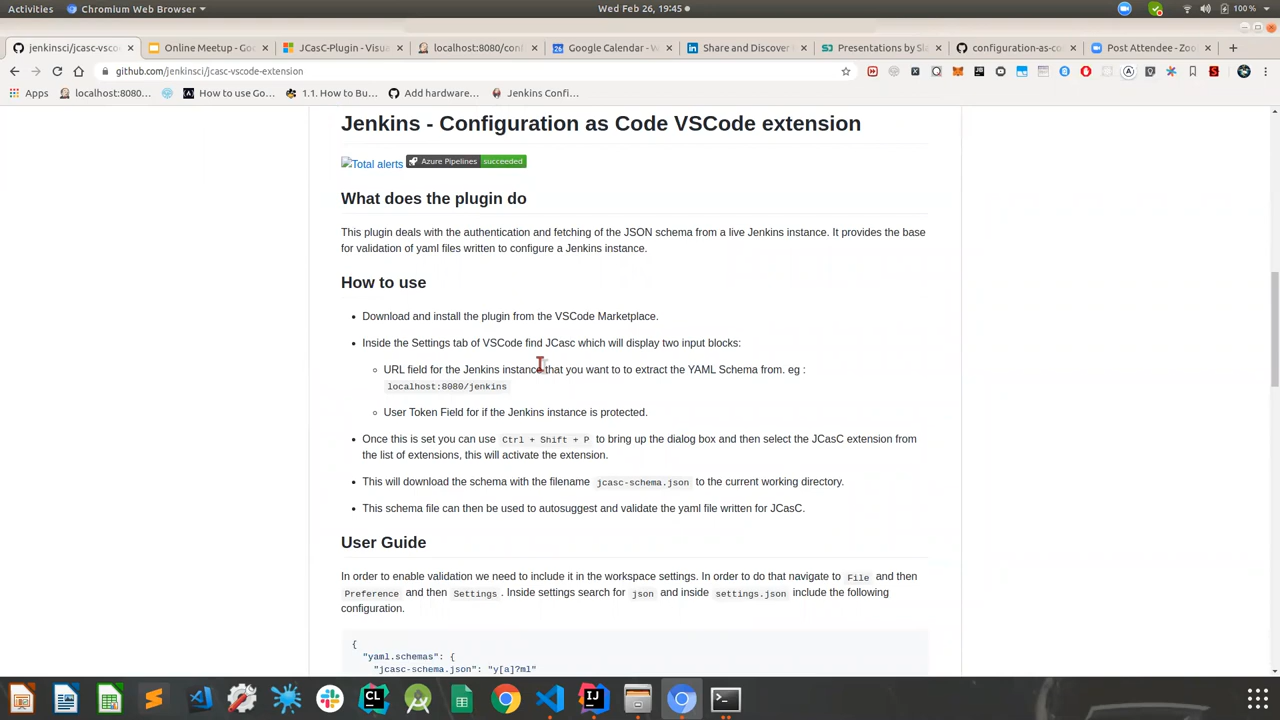 Activities Chromium Web Browser Wed Feb 26, 19:45 100 %
jenkinsci/jcasc-vsco Online Meetup - Goo JCasC-Plugin - Visua localhost:8080/conf Google Calendar - W Share and Discover Presentations by Sla configuration-as-co Post Attendee - Zoo
github.com/jenkinsci/jcasc-vscode-extension
Apps localhost:8080... How to use Go... 1.1. How to Bu... Add hardware... Jenkins Confi...
Jenkins - Configuration as Code VSCode extension
Total alerts Azure Pipelines succeeded
What does the plugin do
This plugin deals with the authentication and fetching of the JSON schema from a live Jenkins instance. It provides the base
for validation of yaml files written to configure a Jenkins instance.
How to use
• Download and install the plugin from the VSCode Marketplace.
• Inside the Settings tab of VSCode find JCasc which will display two input blocks:
◦ URL field for the Jenkins instance that you want to to extract the YAML Schema from. eg :
localhost:8080/jenkins
◦ User Token Field for if the Jenkins instance is protected.
• Once this is set you can use Ctrl + Shift + P to bring up the dialog box and then select the JCasC extension from
the list of extensions, this will activate the extension.
• This will download the schema with the filename jcasc-schema.json to the current working directory.
• This schema file can then be used to autosuggest and validate the yaml file written for JCasC.
User Guide
In order to enable validation we need to include it in the workspace settings. In order to do that navigate to File and then
Preference and then Settings . Inside settings search for json and inside settings.json include the following
configuration.
{
"yaml.schemas": {
"jcasc-schema.json": "y[a]?ml"